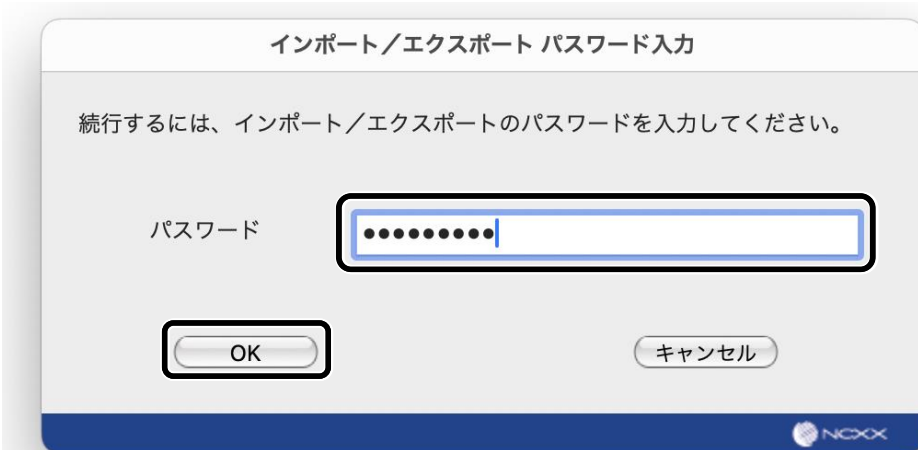 インポート／エクスポート パスワード入力
続行するには、インポート／エクスポートのパスワードを入力してください。
パスワード
•••••••••
OK
キャンセル
NCXX